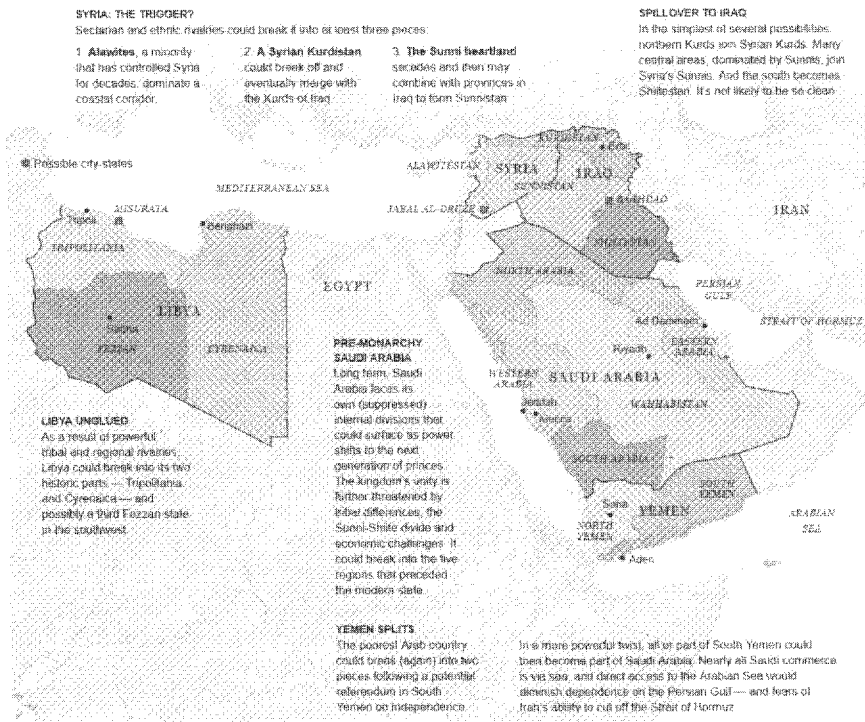 SYRIA: THE TRIGGER?
Sectarian and ethnic rivalries could break it into at least three pieces:
1 Alawites, a minority
that has controlled Syria
for decades, dominate a
coastal corridor.
2 A Syrian Kurdistan
could break off and
eventually merge with
the Kurds of Iraq.
3 The Sunni heartland
secedes and then may
combine with provinces in
Iraq to form Sunnistan.
SPILLOVER TO IRAQ
In the simplest of several possibilities,
northern Kurds join Syrian Kurds. Many
central areas, dominated by Sunnis, join
Syria's Sunnis. And the south becomes
Shiitestan. It's not likely to be so clean.
Possible city-states
MEDITERRANEAN SEA
ALAWITESTAN
KURDISTAN
SYRIA
IRAQ
SUNNISTAN
JABAL AL-DRUZE
BAGHDAD
SHIITESTAN
IRAN
Tripoli
MISURATA
Benghazi
TRIPOLITANIA
LIBYA
Sabha
FEZZAN
CYRENAICA
EGYPT
NORTH ARABIA
PERSIAN
GULF
STRAIT OF HORMUZ
Ad Dammam
Riyadh
EASTERN
ARABIA
WESTERN
ARABIA
SAUDI ARABIA
WAHHABISTAN
Jeddah
Mecca
SOUTH ARABIA
SOUTH
YEMEN
Sana
YEMEN
NORTH
YEMEN
Aden
ARABIAN
SEA
LIBYA UNGLUED
As a result of powerful
tribal and regional rivalries,
Libya could break into its two
historic parts — Tripolitania
and Cyrenaica — and
possibly a third Fezzan state
in the southwest.
PRE-MONARCHY
SAUDI ARABIA
Long term, Saudi
Arabia faces its
own (suppressed)
internal divisions that
could surface as power
shifts to the next
generation of princes.
The kingdom's unity is
further threatened by
tribal differences, the
Sunni-Shiite divide and
economic challenges. It
could break into the five
regions that preceded
the modern state.
YEMEN SPLITS
The poorest Arab country
could break (again) into two
pieces following a potential
referendum in South
Yemen on independence.
In a more powerful twist, all or part of South Yemen could
then become part of Saudi Arabia. Nearly all Saudi commerce
is via sea, and direct access to the Arabian Sea would
diminish dependence on the Persian Gulf — and fears of
Iran's ability to cut off the Strait of Hormuz.